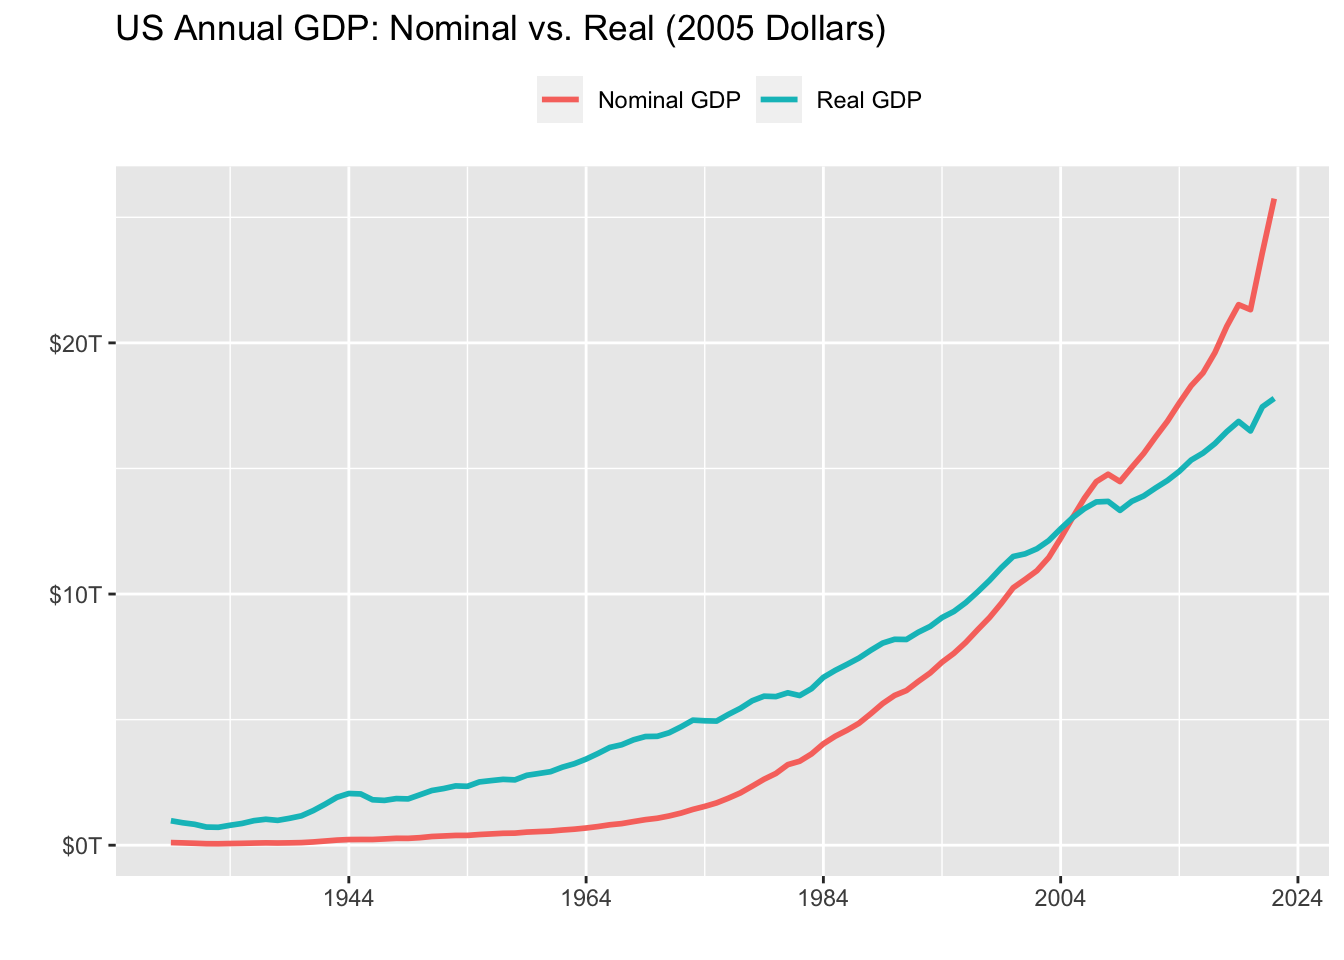 US Annual GDP: Nominal vs. Real (2005 Dollars)
Nominal GDP Real GDP
$20T
$10T
$0T
1944 1964 1984 2004 2024